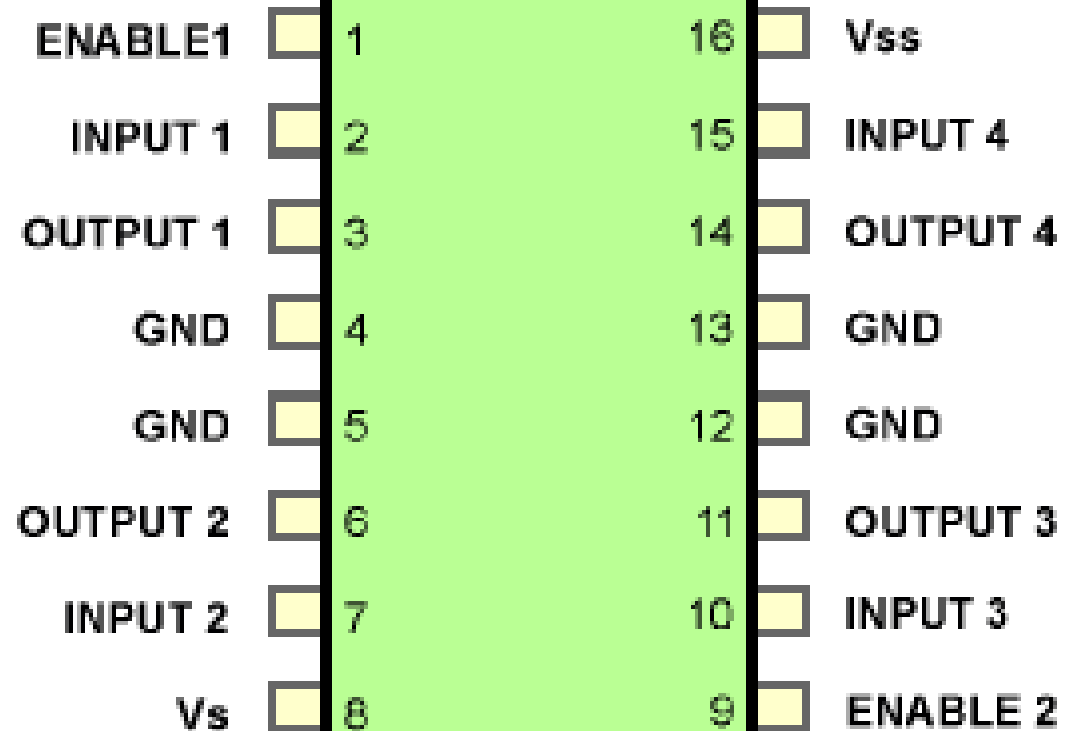 ENABLE1 1 16 Vss
INPUT 1 2 15 INPUT 4
OUTPUT 1 3 14 OUTPUT 4
GND 4 13 GND
GND 5 12 GND
OUTPUT 2 6 11 OUTPUT 3
INPUT 2 7 10 INPUT 3
Vs 8 9 ENABLE 2